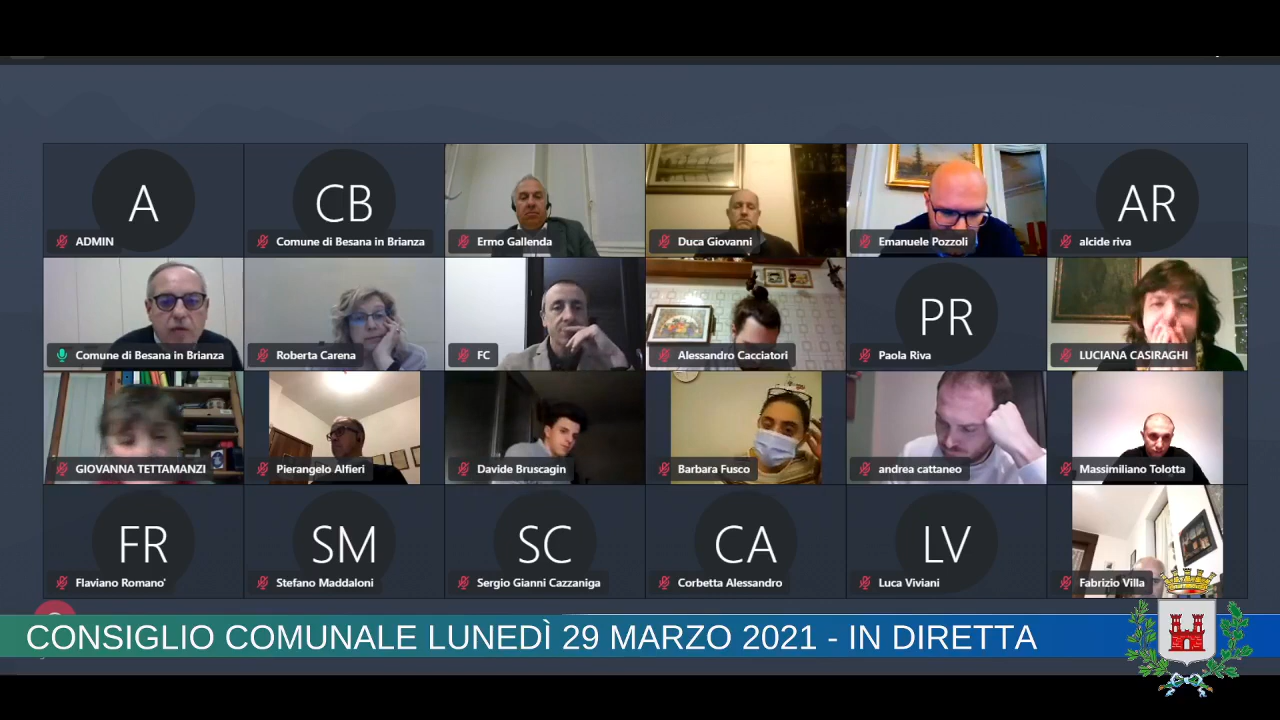 A
CB
AR
ADMIN
Comune di Besana in Brianza
Ermo Gallenda
Duca Giovanni
Emanuele Pozzoli
alcide riva
PR
Comune di Besana in Brianza
Roberta Carena
FC
Alessandro Cacciatori
Paola Riva
LUCIANA CASIRAGHI
GIOVANNA TETTAMANZI
Pierangelo Alfieri
Davide Bruscagin
Barbara Fusco
andrea cattaneo
Massimiliano Tolotta
FR
SM
SC
CA
LV
Flaviano Romano'
Stefano Maddaloni
Sergio Gianni Cazzaniga
Corbetta Alessandro
Luca Viviani
Fabrizio Villa
CONSIGLIO COMUNALE LUNEDÌ 29 MARZO 2021 - IN DIRETTA